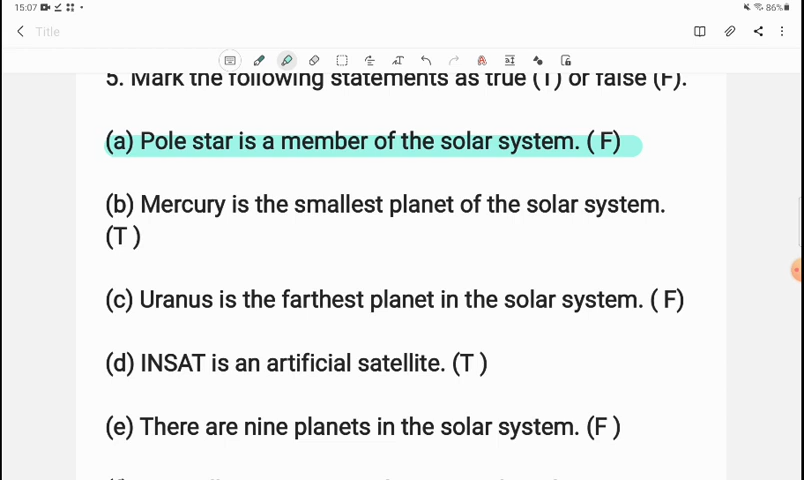 15:07
86%
Title
5. Mark the following statements as true (T) or false (F).
(a) Pole star is a member of the solar system. ( F)
(b) Mercury is the smallest planet of the solar system.
(T )
(c) Uranus is the farthest planet in the solar system. ( F)
(d) INSAT is an artificial satellite. (T )
(e) There are nine planets in the solar system. (F )